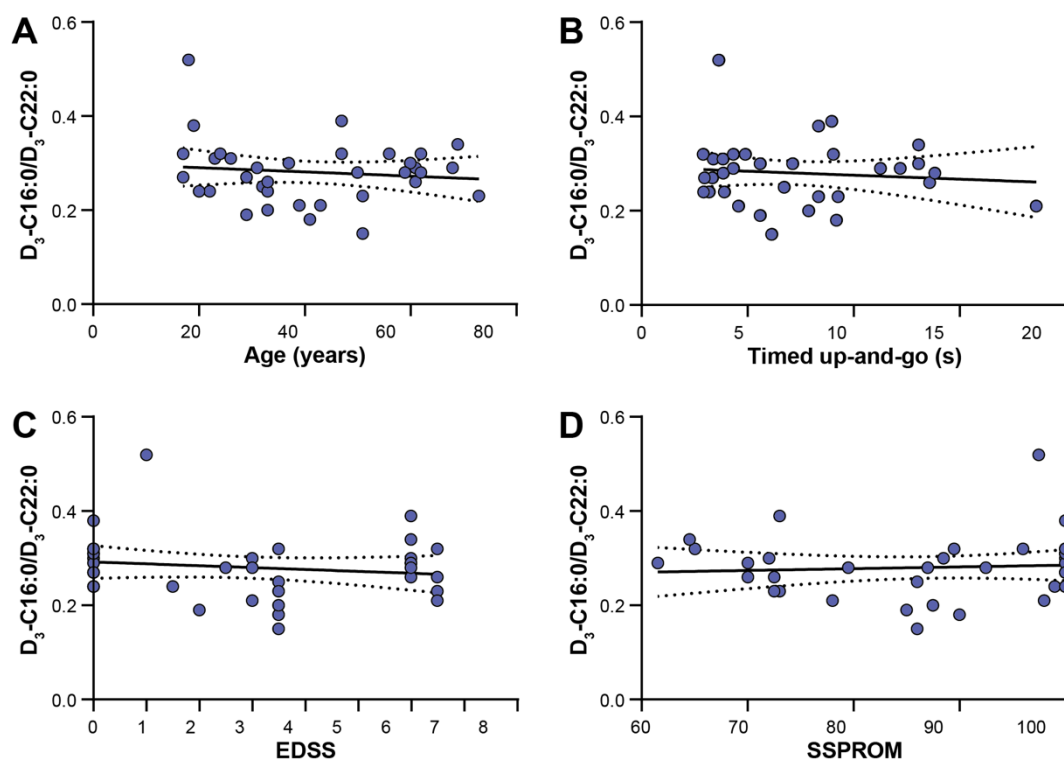 A
D₃-C16:0/D₃-C22:0
0.6
0.4
0.2
0.0
0 20 40 60 80
Age (years)
B
D₃-C16:0/D₃-C22:0
0.6
0.4
0.2
0.0
0 5 10 15 20
Timed up-and-go (s)
C
D₃-C16:0/D₃-C22:0
0.6
0.4
0.2
0.0
0 1 2 3 4 5 6 7 8
EDSS
D
D₃-C16:0/D₃-C22:0
0.6
0.4
0.2
0.0
60 70 80 90 100
SSPROM